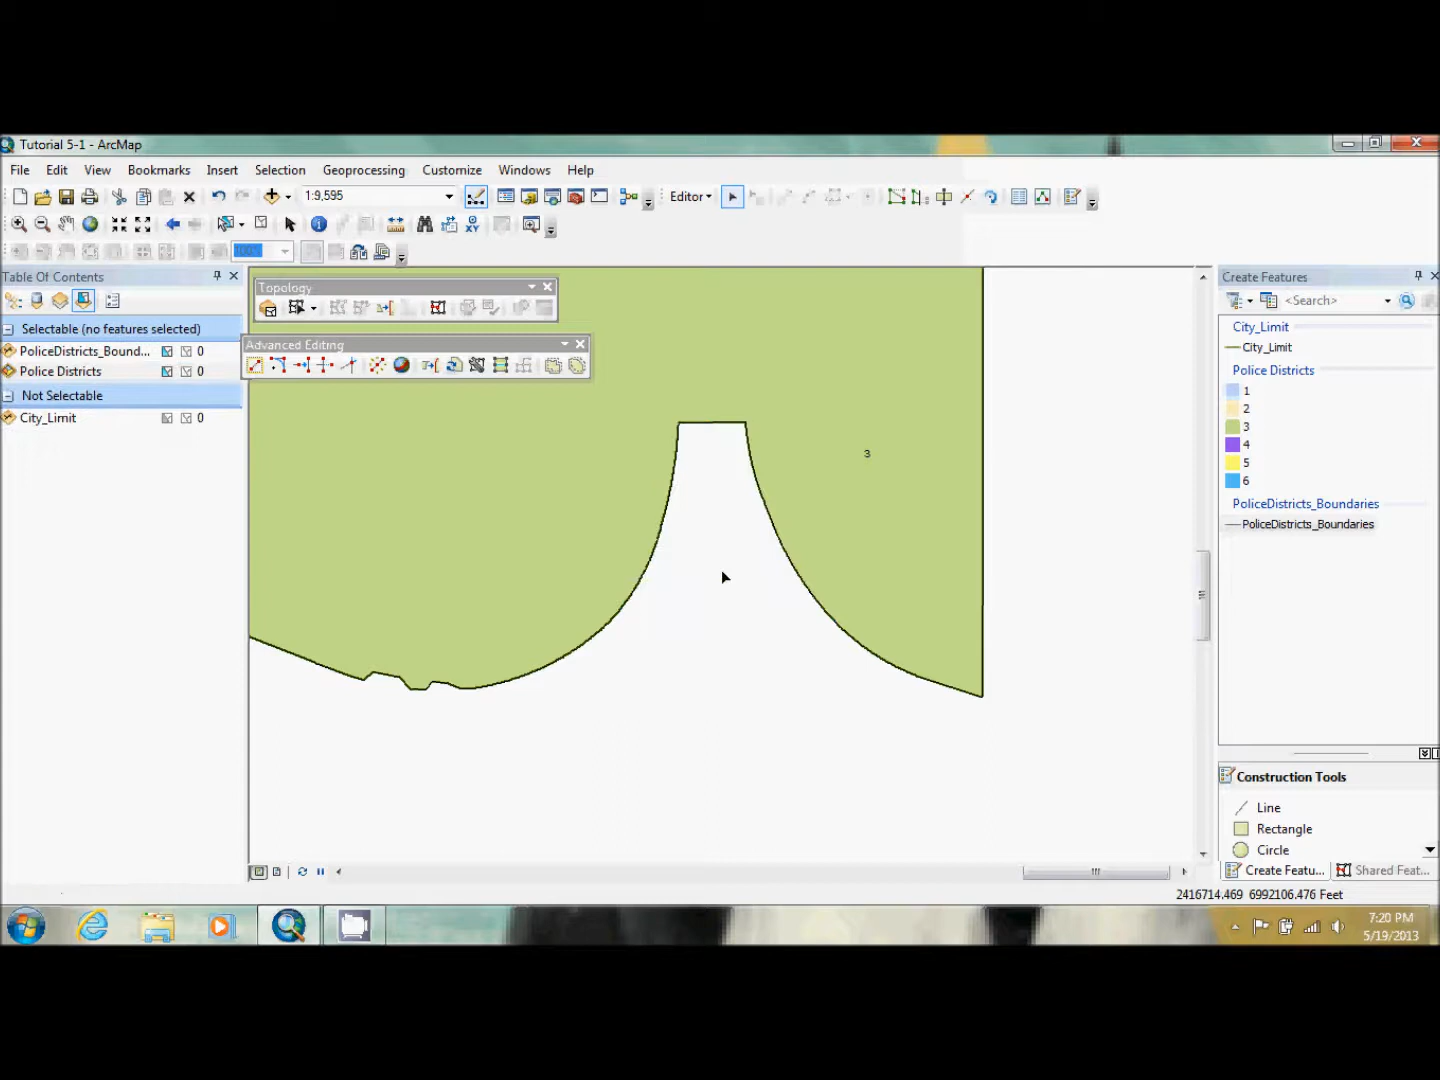 Tutorial 5-1 - ArcMap
File Edit View Bookmarks Insert Selection Geoprocessing Customize Windows Help
1:9,595 Editor
Table Of Contents
Selectable (no features selected)
PoliceDistricts_Bound... 0
Police Districts 0
Not Selectable
City_Limit 0
Topology
Advanced Editing
3
Create Features
<Search>
City_Limit
City_Limit
Police Districts
1
2
3
4
5
6
PoliceDistricts_Boundaries
PoliceDistricts_Boundaries
Construction Tools
Line
Rectangle
Circle
Create Featu... Shared Feat...
2416714.469 6992106.476 Feet
7:20 PM
5/19/2013